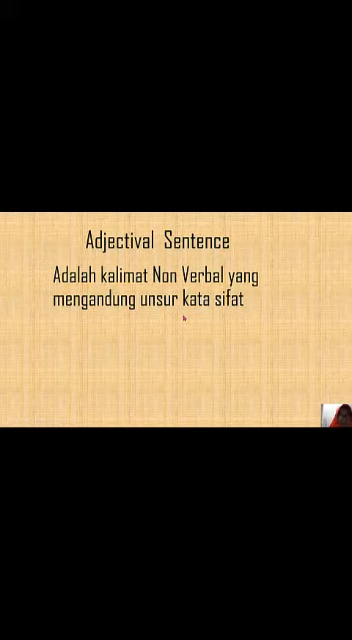 Adjectival Sentence
Adalah kalimat Non Verbal yang
mengandung unsur kata sifat